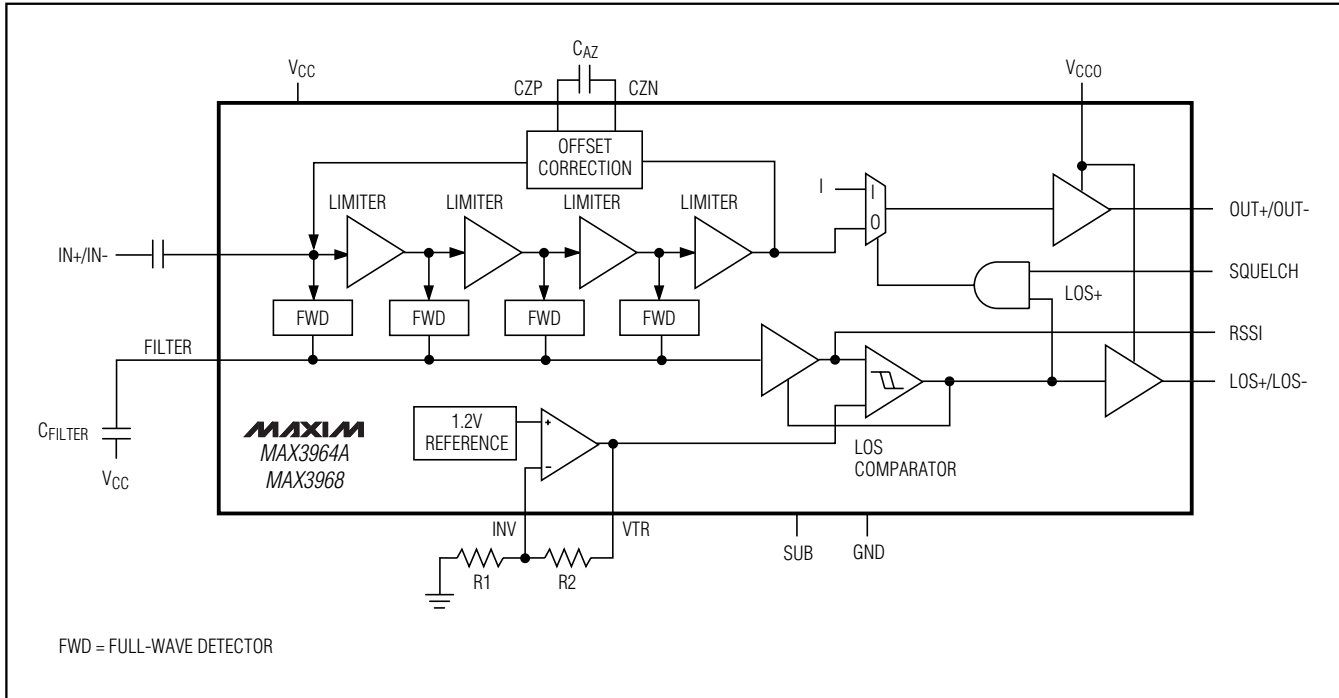 CAZ
VCC
CZP
CZN
VCCO
OFFSET
CORRECTION
LIMITER
LIMITER
LIMITER
LIMITER
I
I
O
OUT+/OUT-
IN+/IN-
SQUELCH
LOS+
FWD
FWD
FWD
FWD
RSSI
FILTER
LOS+/LOS-
CFILTER
VCC
MAXIM
MAX3964A
MAX3968
1.2V
REFERENCE
+
-
LOS
COMPARATOR
INV
VTR
SUB
GND
R1
R2
FWD = FULL-WAVE DETECTOR